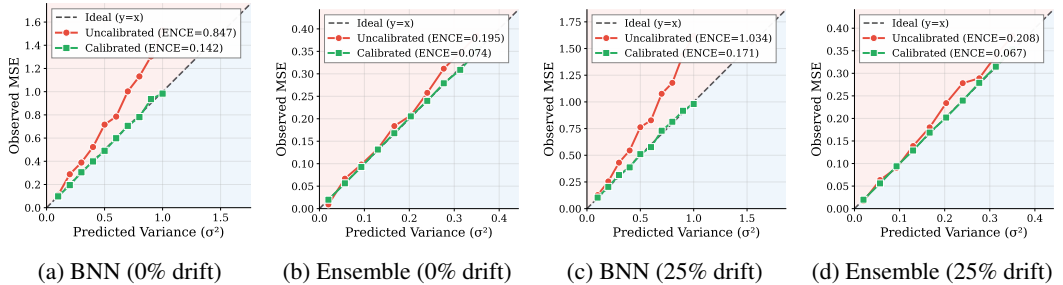 Ideal (y=x)
Uncalibrated (ENCE=0.847)
Calibrated (ENCE=0.142)
1.6
1.4
1.2
1.0
0.8
0.6
0.4
0.2
0.0
Observed MSE
0.0 0.5 1.0 1.5
Predicted Variance (σ²)
(a) BNN (0% drift)
Ideal (y=x)
Uncalibrated (ENCE=0.195)
Calibrated (ENCE=0.074)
0.40
0.35
0.30
0.25
0.20
0.15
0.10
0.05
0.00
Observed MSE
0.0 0.1 0.2 0.3 0.4
Predicted Variance (σ²)
(b) Ensemble (0% drift)
Ideal (y=x)
Uncalibrated (ENCE=1.034)
Calibrated (ENCE=0.171)
1.75
1.50
1.25
1.00
0.75
0.50
0.25
0.00
Observed MSE
0.0 0.5 1.0 1.5
Predicted Variance (σ²)
(c) BNN (25% drift)
Ideal (y=x)
Uncalibrated (ENCE=0.208)
Calibrated (ENCE=0.067)
0.40
0.35
0.30
0.25
0.20
0.15
0.10
0.05
0.00
Observed MSE
0.0 0.1 0.2 0.3 0.4
Predicted Variance (σ²)
(d) Ensemble (25% drift)